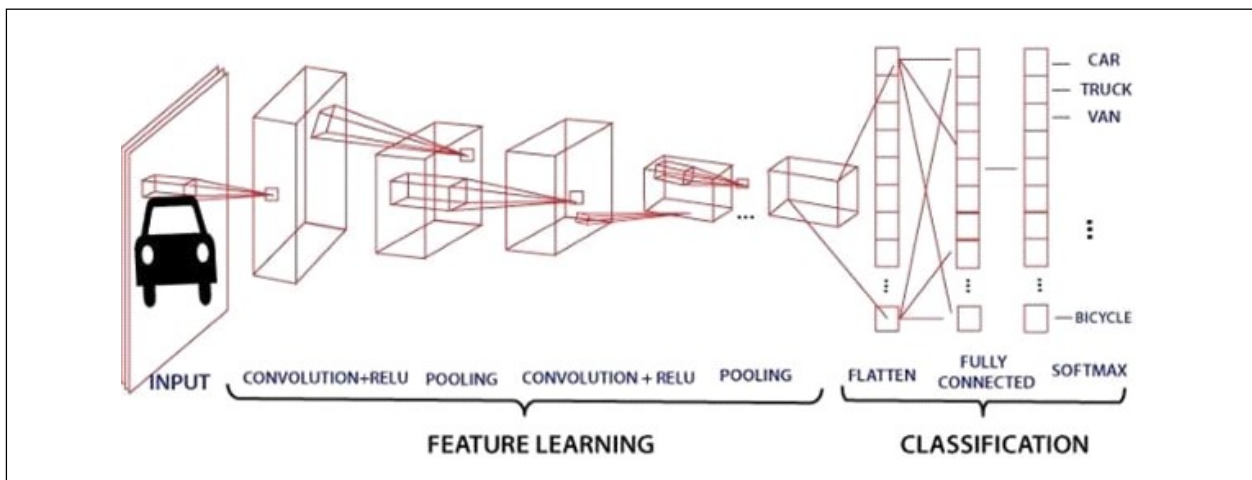 CAR
TRUCK
VAN
...
BICYCLE
INPUT
CONVOLUTION+RELU
POOLING
CONVOLUTION + RELU
POOLING
FLATTEN
FULLY
CONNECTED
SOFTMAX
FEATURE LEARNING
CLASSIFICATION